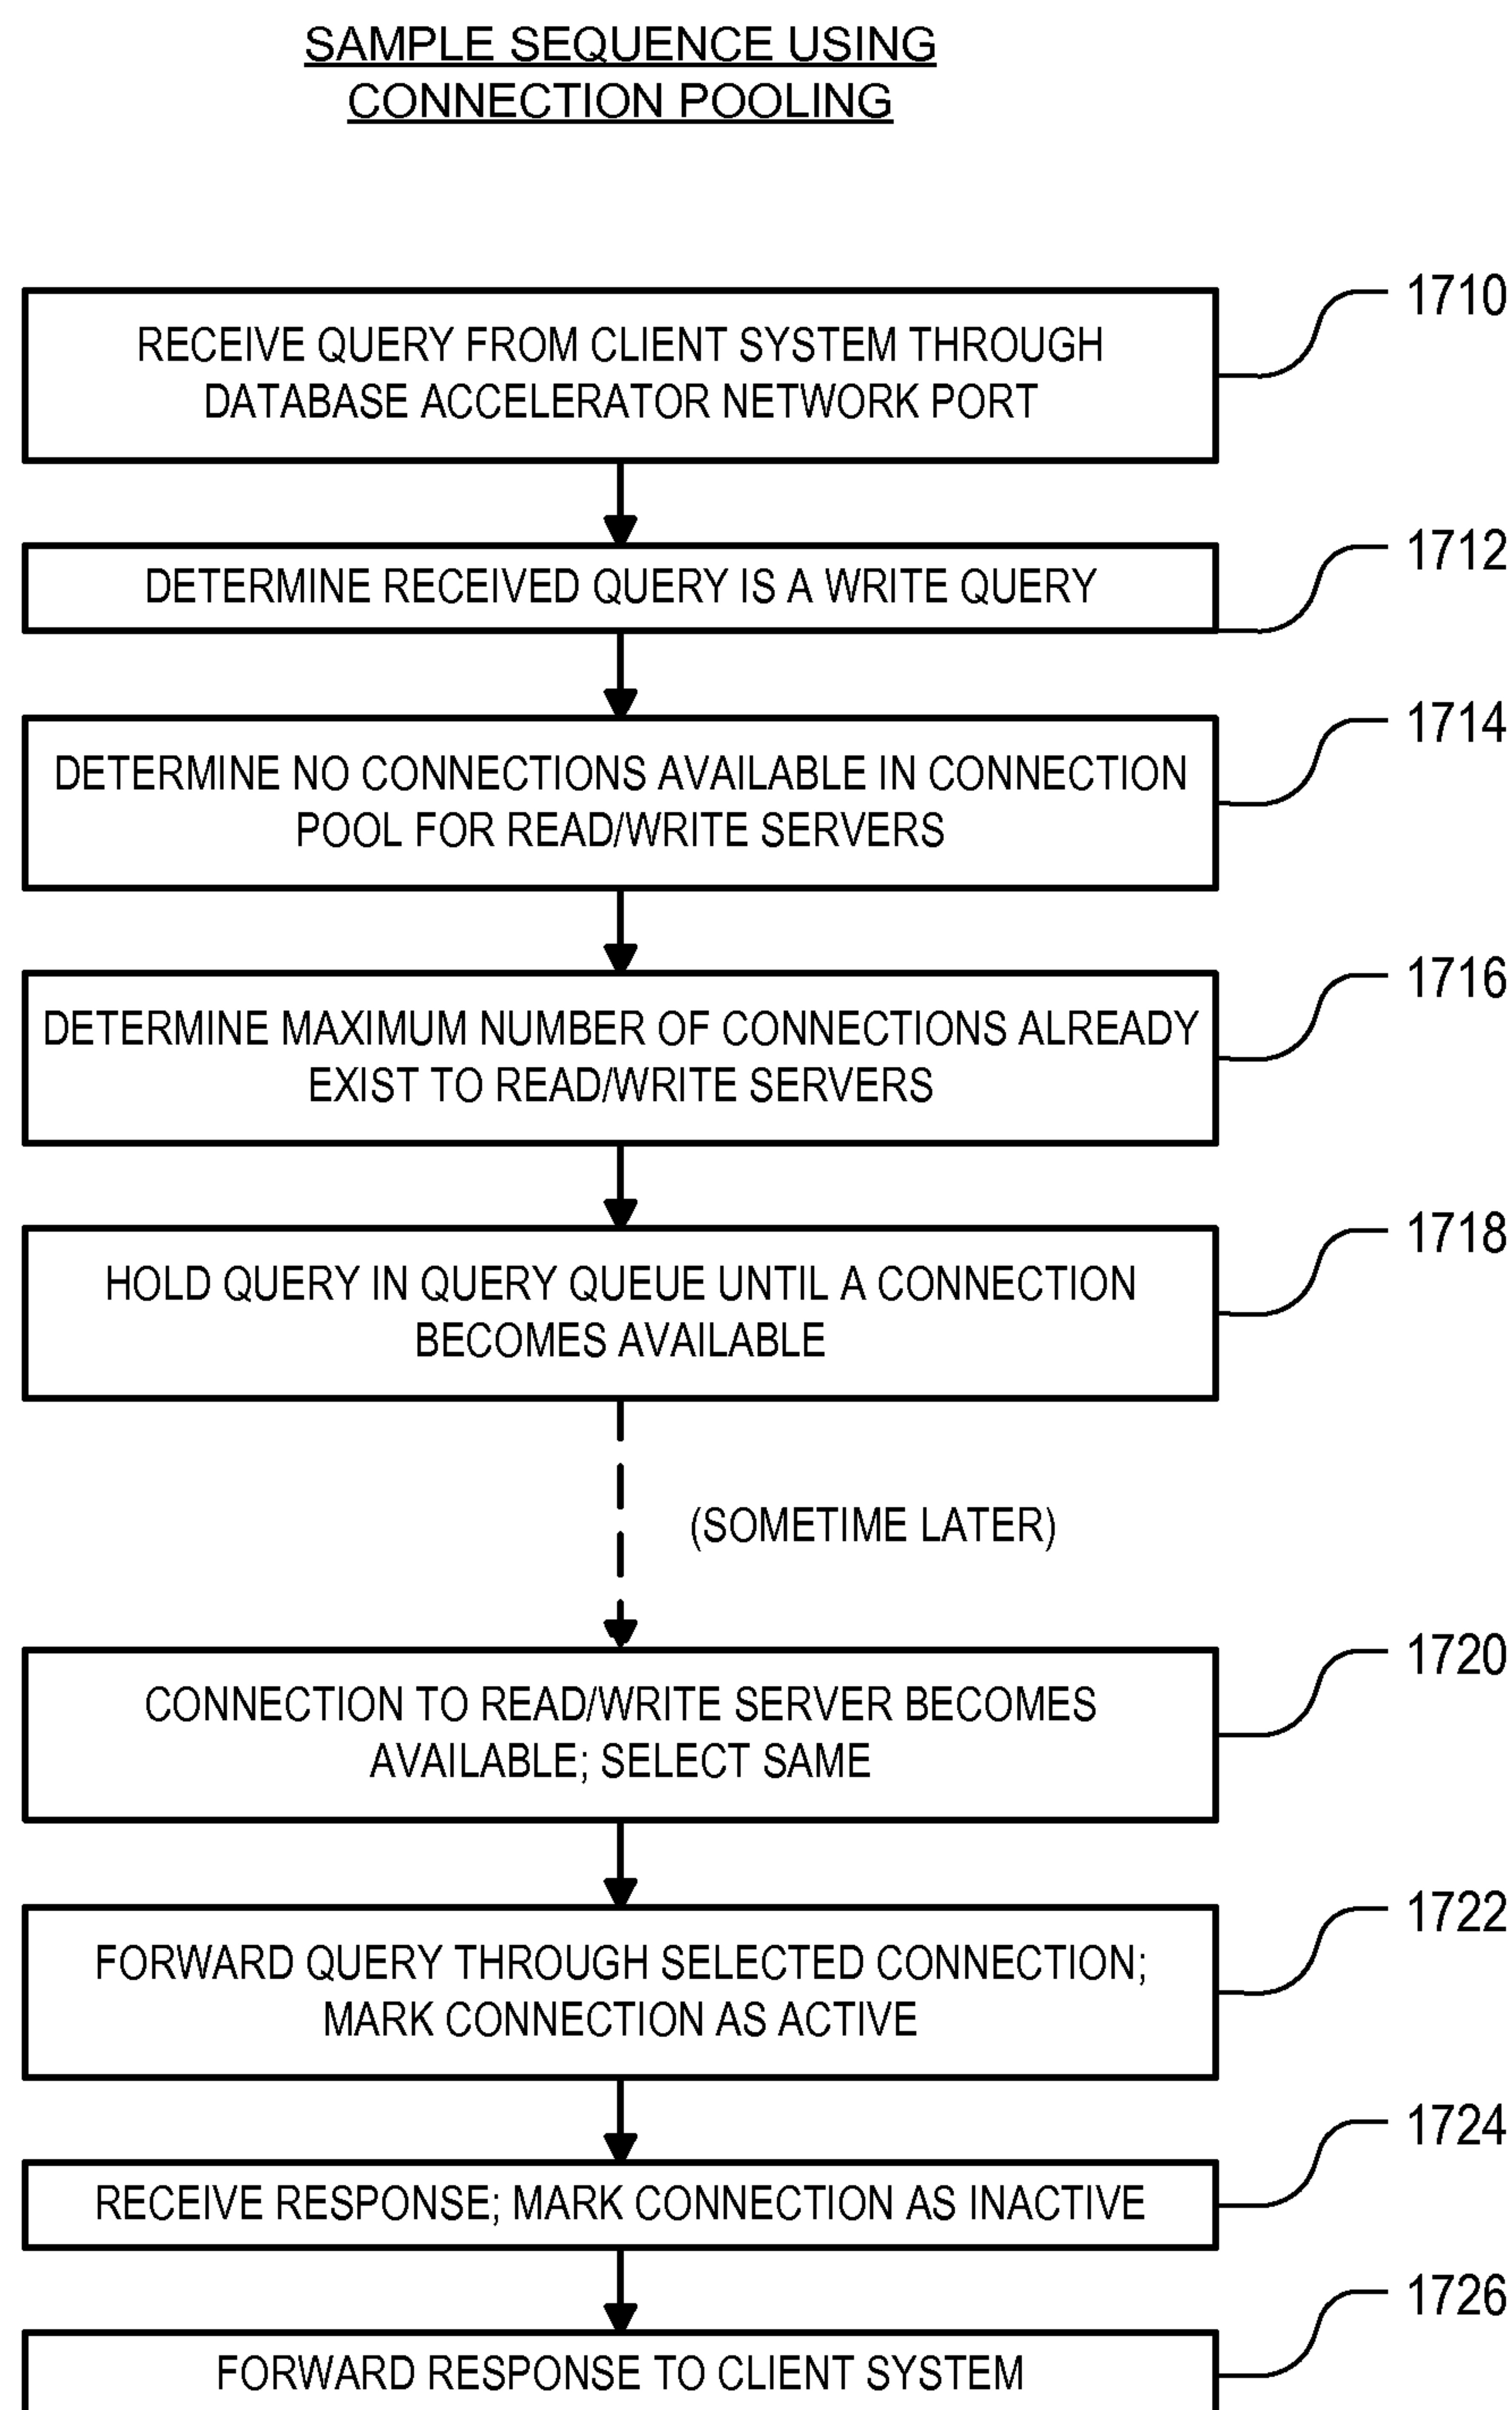 SAMPLE SEQUENCE USING
CONNECTION POOLING
1710
RECEIVE QUERY FROM CLIENT SYSTEM THROUGH
DATABASE ACCELERATOR NETWORK PORT
1712
DETERMINE RECEIVED QUERY IS A WRITE QUERY
1714
DETERMINE NO CONNECTIONS AVAILABLE IN CONNECTION
POOL FOR READ/WRITE SERVERS
1716
DETERMINE MAXIMUM NUMBER OF CONNECTIONS ALREADY
EXIST TO READ/WRITE SERVERS
1718
HOLD QUERY IN QUERY QUEUE UNTIL A CONNECTION
BECOMES AVAILABLE
(SOMETIME LATER)
1720
CONNECTION TO READ/WRITE SERVER BECOMES
AVAILABLE; SELECT SAME
1722
FORWARD QUERY THROUGH SELECTED CONNECTION;
MARK CONNECTION AS ACTIVE
1724
RECEIVE RESPONSE; MARK CONNECTION AS INACTIVE
1726
FORWARD RESPONSE TO CLIENT SYSTEM